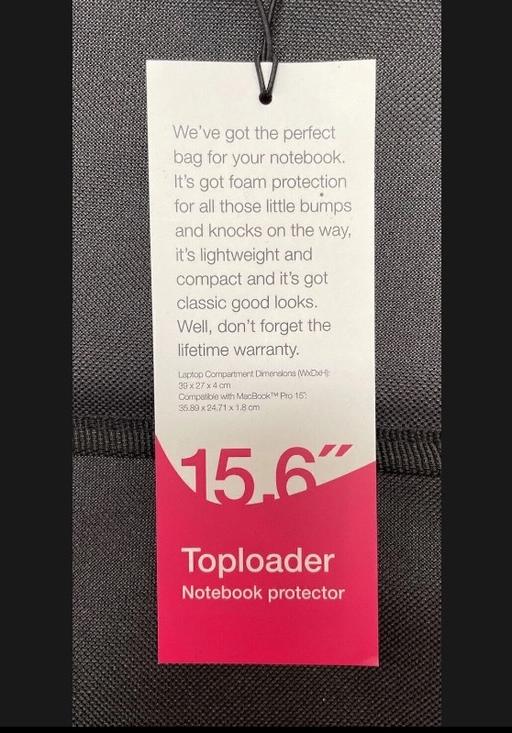 We've got the perfect
bag for your notebook.
It's got foam protection
for all those little bumps
and knocks on the way,
it's lightweight and
compact and it's got
classic good looks.
Well, don't forget the
lifetime warranty.
Laptop Compartment Dimensions (WxDxH):
39 x 27 x 4 cm
Compatible with MacBook™ Pro 15":
35.89 x 24.71 x 1.8 cm
15.6″
Toploader
Notebook protector